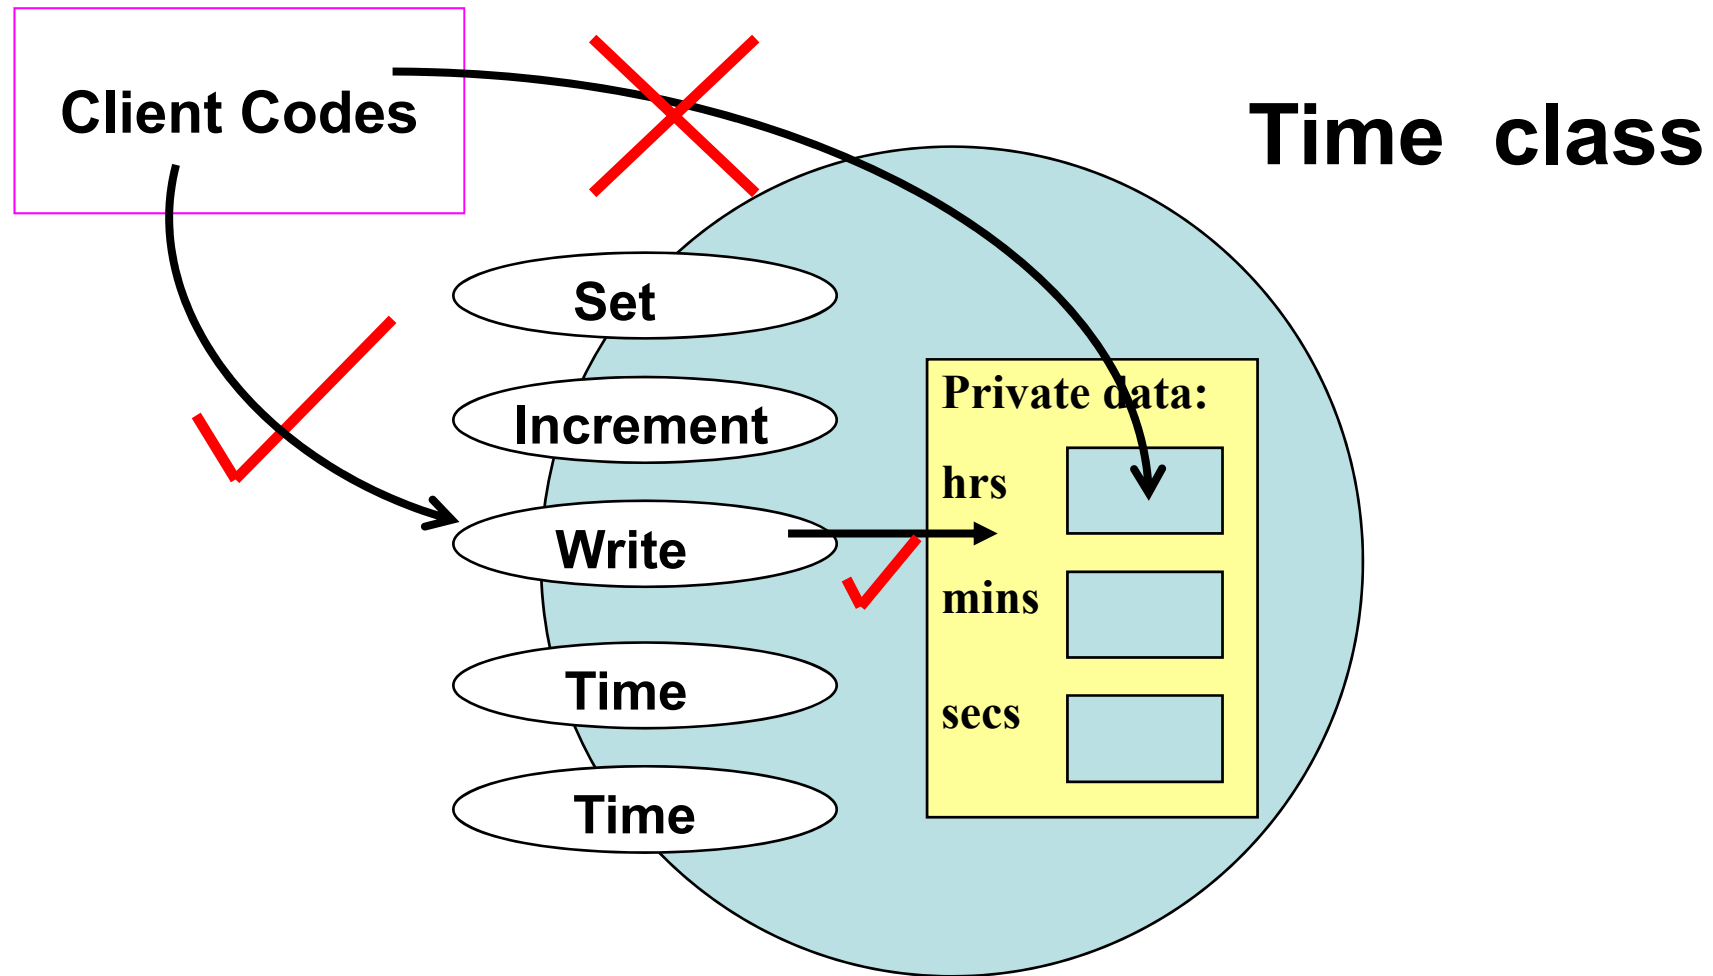 Client Codes
Time class
Set
Increment
Write
Time
Time
Private data:
hrs
mins
secs